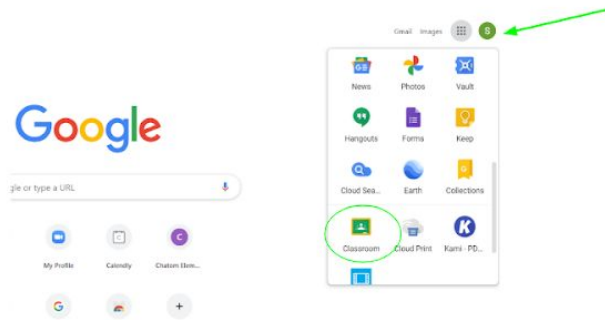 Gmail Images S
GS
News Photos Vault
Google
Hangouts Forms Keep
gle or type a URL
Cloud Sea... Earth Collections
C C
K
My Profile Calendly Chatom Elem...
Classroom Cloud Print Kami - PD...
G